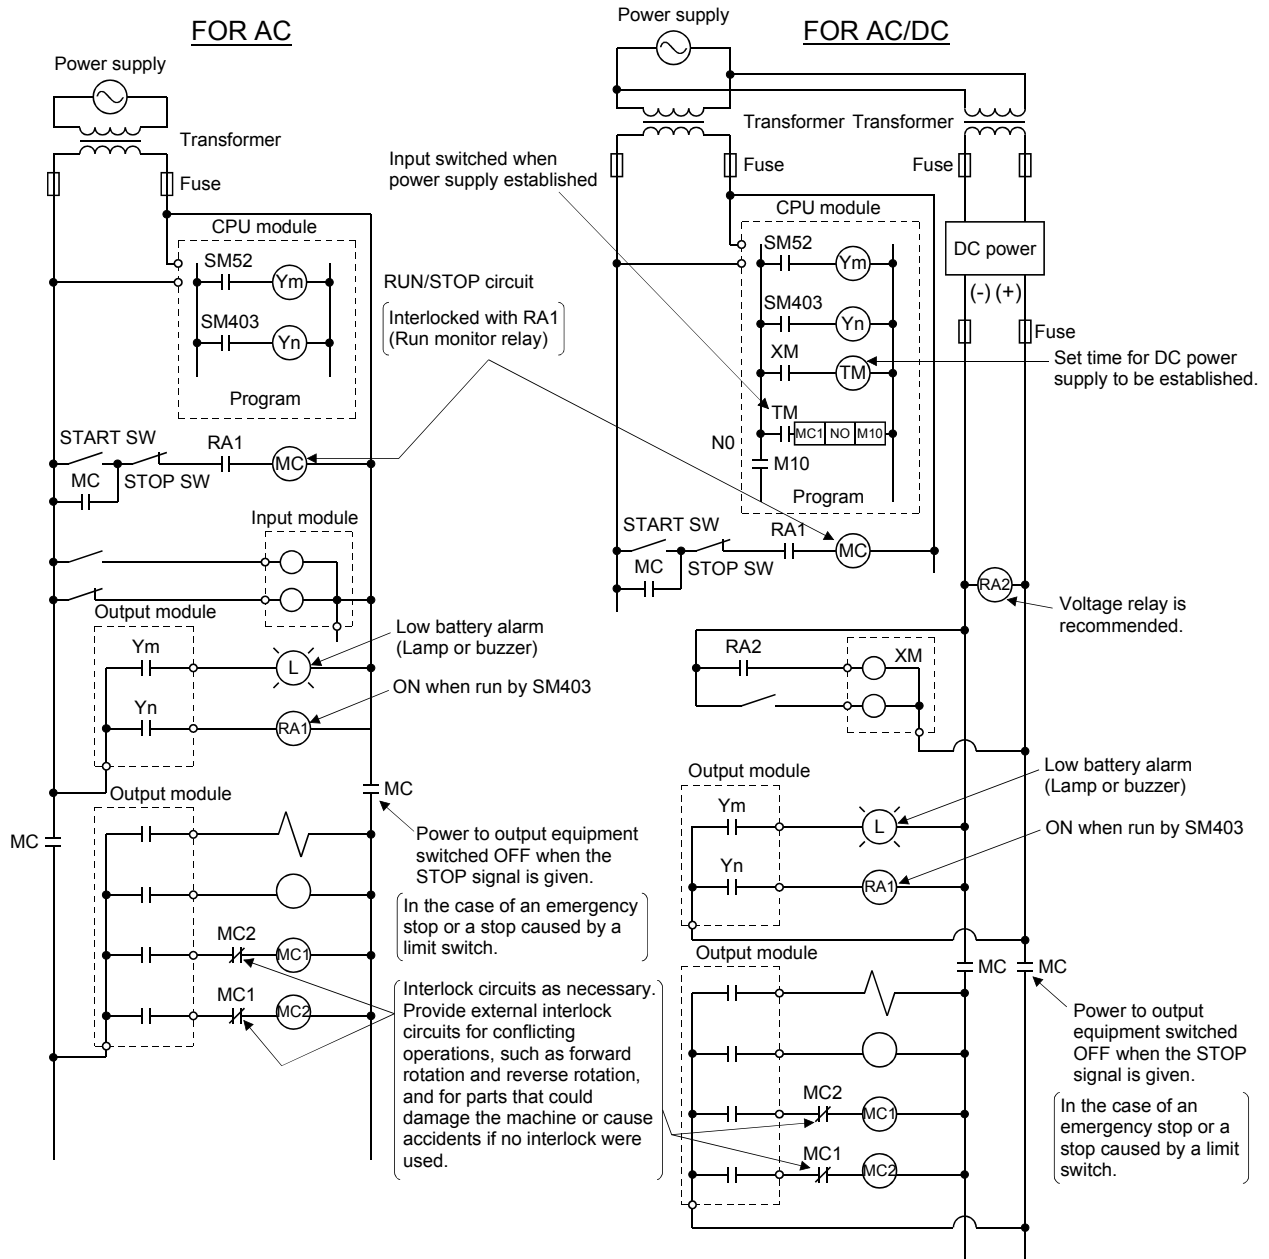 FOR AC
Power supply
Transformer
Fuse
CPU module
SM52
Ym
SM403
Yn
Program
RUN/STOP circuit
Interlocked with RA1
(Run monitor relay)
START SW
RA1
MC
MC
STOP SW
Input module
Output module
Ym
L
Low battery alarm
(Lamp or buzzer)
Yn
RA1
ON when run by SM403
Output module
MC
MC
Power to output equipment
switched OFF when the
STOP signal is given.
In the case of an emergency
stop or a stop caused by a
limit switch.
MC2
MC1
MC1
MC2
Interlock circuits as necessary.
Provide external interlock
circuits for conflicting
operations, such as forward
rotation and reverse rotation,
and for parts that could
damage the machine or cause
accidents if no interlock were
used.
FOR AC/DC
Power supply
Transformer
Transformer
Fuse
Fuse
Input switched when
power supply established
CPU module
SM52
Ym
SM403
Yn
XM
TM
TM
MC1 NO M10
N0
M10
Program
DC power
(-) (+)
Fuse
Set time for DC power
supply to be established.
START SW
RA1
MC
MC
STOP SW
RA2
Voltage relay is
recommended.
RA2
XM
Output module
Ym
L
Low battery alarm
(Lamp or buzzer)
Yn
RA1
ON when run by SM403
Output module
MC
MC
Power to output
equipment switched
OFF when the STOP
signal is given.
In the case of an
emergency stop or a
stop caused by a limit
switch.
MC2
MC1
MC1
MC2